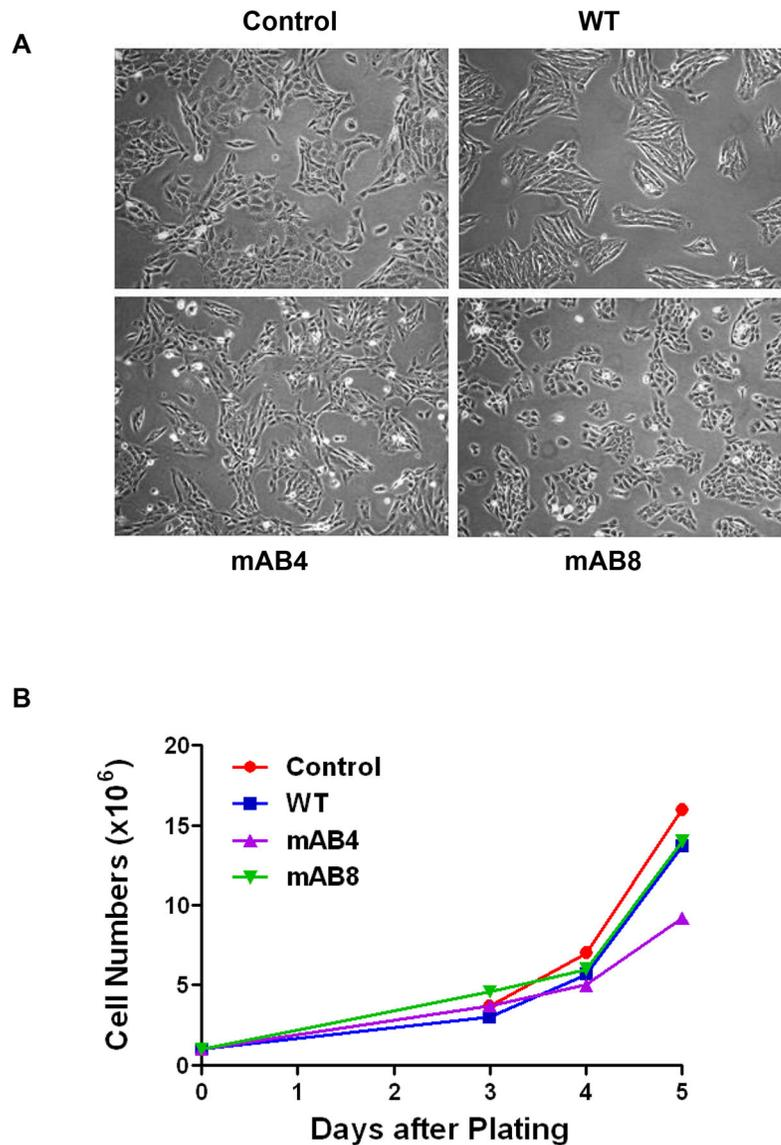 A
Control
WT
mAB4
mAB8
B
Cell Numbers (x10⁶)
20
15
10
5
0
Control
WT
mAB4
mAB8
0 1 2 3 4 5
Days after Plating